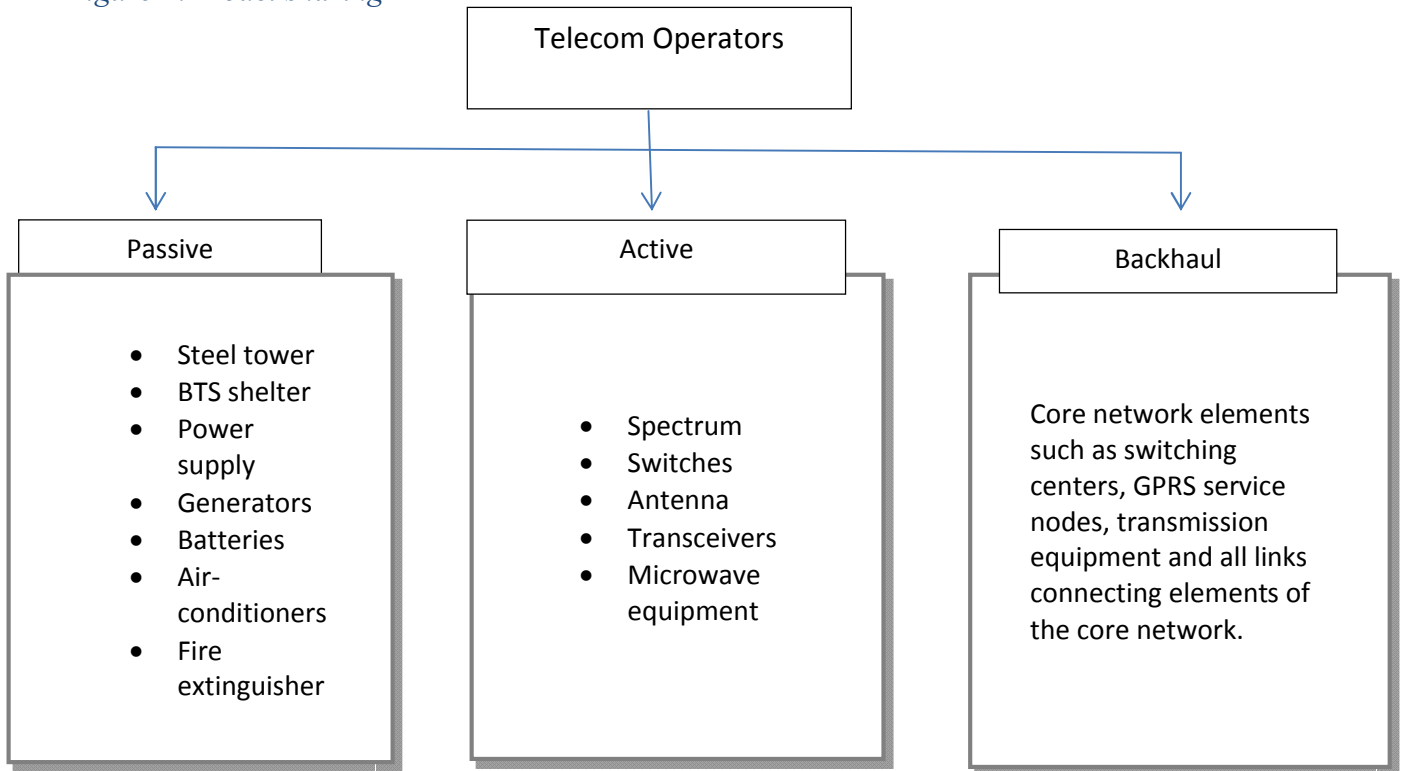 Telecom Operators
Passive
Steel tower
BTS shelter
Power
supply
Generators
Batteries
Air-
conditioners
Fire
extinguisher
Active
Spectrum
Switches
Antenna
Transceivers
Microwave
equipment
Backhaul
Core network elements
such as switching
centers, GPRS service
nodes, transmission
equipment and all links
connecting elements of
the core network.